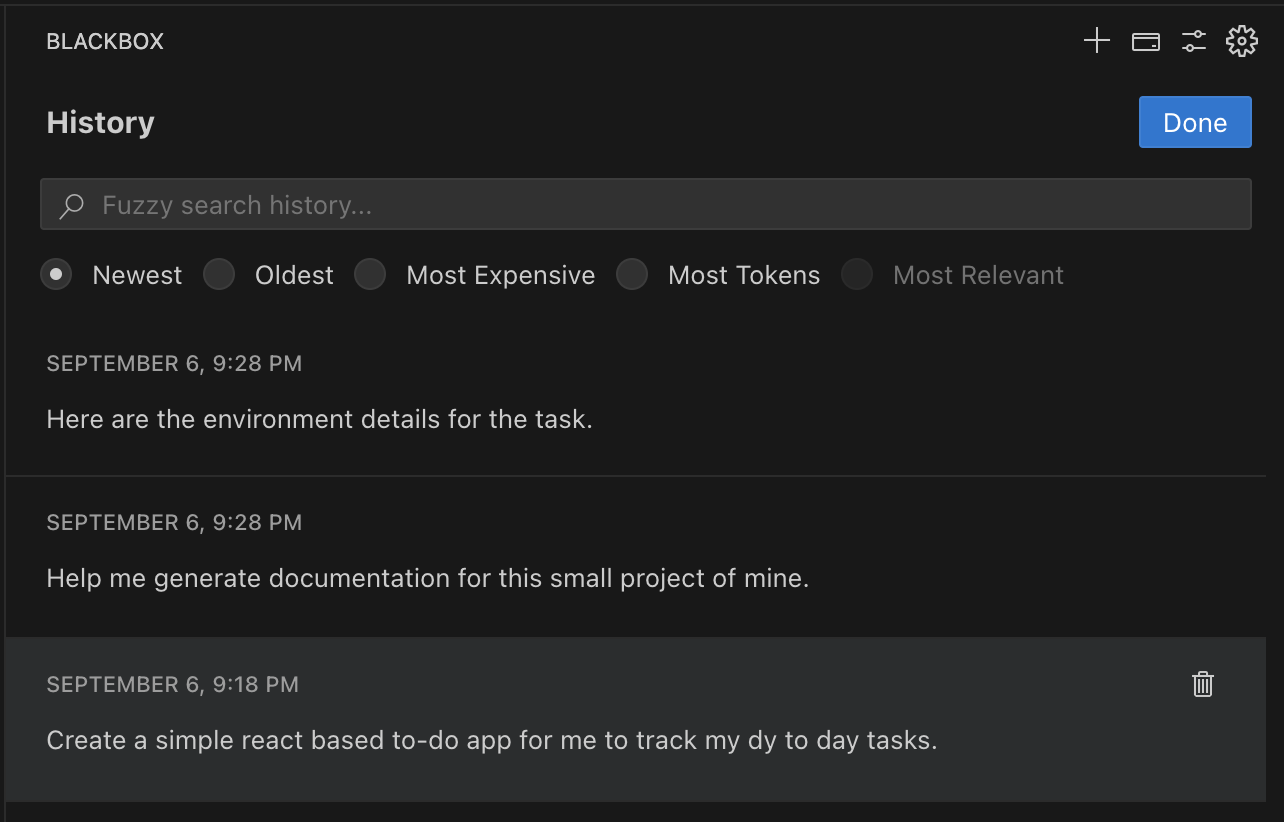 BLACKBOX
History
Done
Fuzzy search history...
Newest Oldest Most Expensive Most Tokens Most Relevant
SEPTEMBER 6, 9:28 PM
Here are the environment details for the task.
SEPTEMBER 6, 9:28 PM
Help me generate documentation for this small project of mine.
SEPTEMBER 6, 9:18 PM
Create a simple react based to-do app for me to track my dy to day tasks.